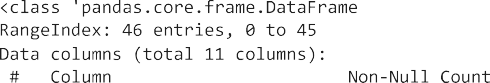 <class 'pandas.core.frame.DataFrame
RangeIndex: 46 entries, 0 to 45
Data columns (total 11 columns):
# Column Non-Null Count